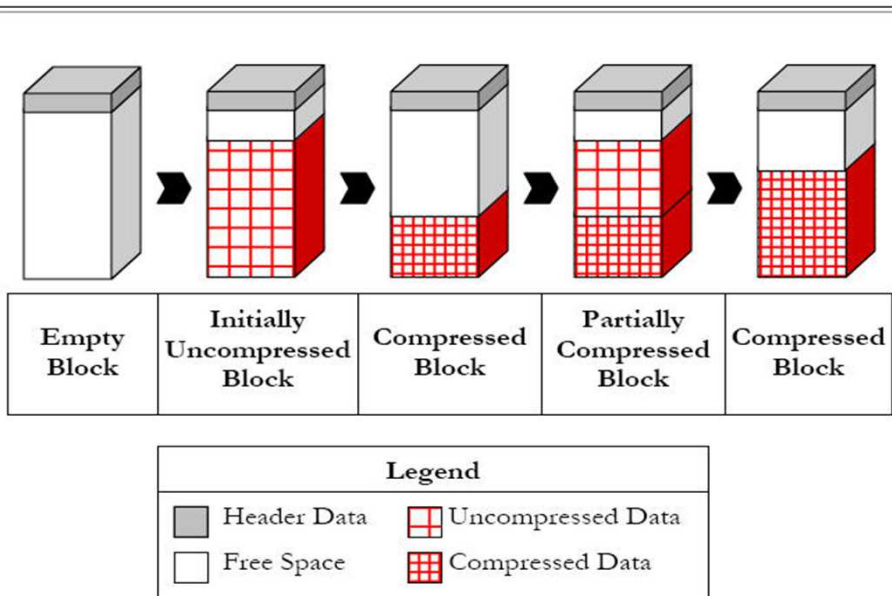 Empty
Block
Initially
Uncompressed
Block
Compressed
Block
Partially
Compressed
Block
Compressed
Block
Legend
Header Data
Uncompressed Data
Free Space
Compressed Data